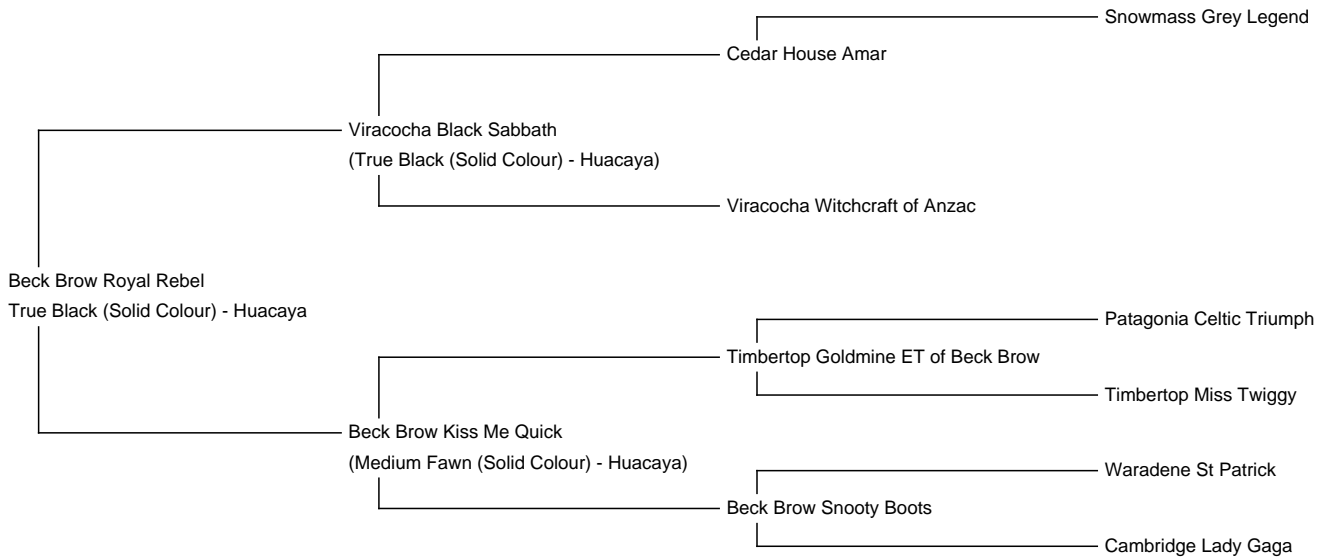 Snowmass Grey Legend
Cedar House Amar
Viracocha Black Sabbath
(True Black (Solid Colour) - Huacaya)
Viracocha Witchcraft of Anzac
Beck Brow Royal Rebel
True Black (Solid Colour) - Huacaya
Patagonia Celtic Triumph
Timbertop Goldmine ET of Beck Brow
Timbertop Miss Twiggy
Beck Brow Kiss Me Quick
(Medium Fawn (Solid Colour) - Huacaya)
Waradene St Patrick
Beck Brow Snooty Boots
Cambridge Lady Gaga